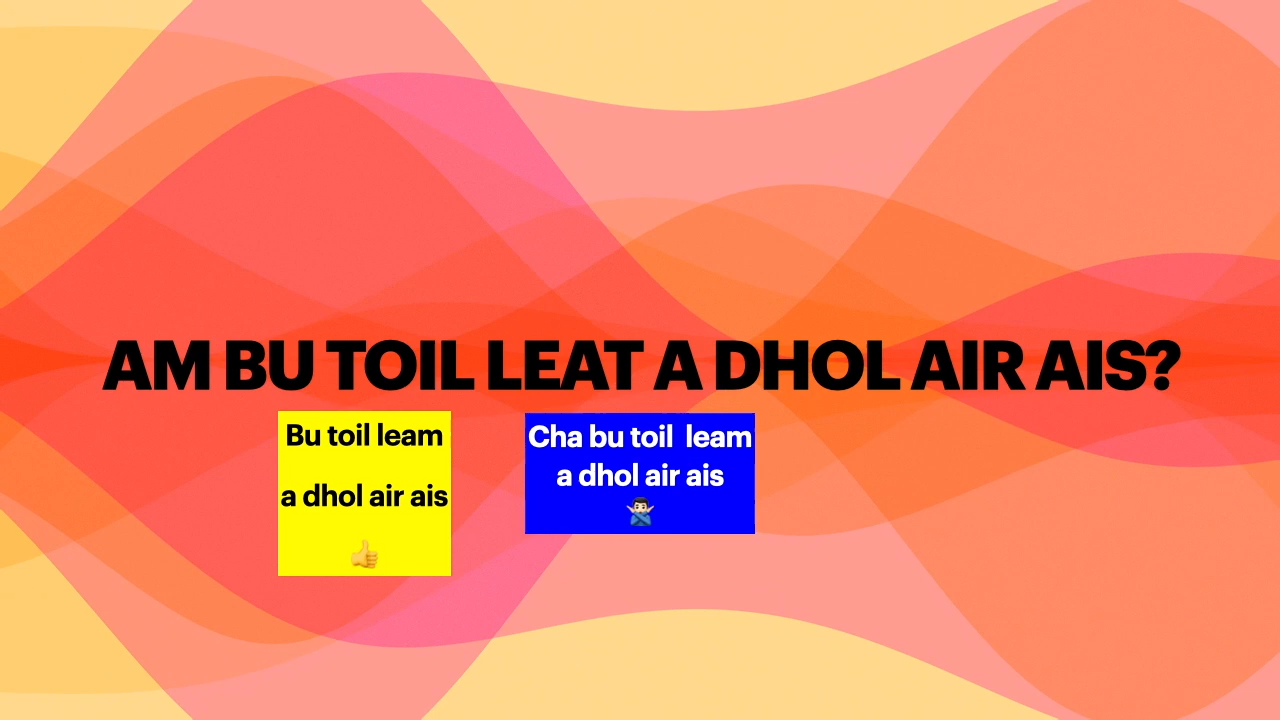 AM BU TOIL LEAT A DHOL AIR AIS?
Bu toil leam
a dhol air ais
👍
Cha bu toil  leam
a dhol air ais
🙅🏻‍♂️